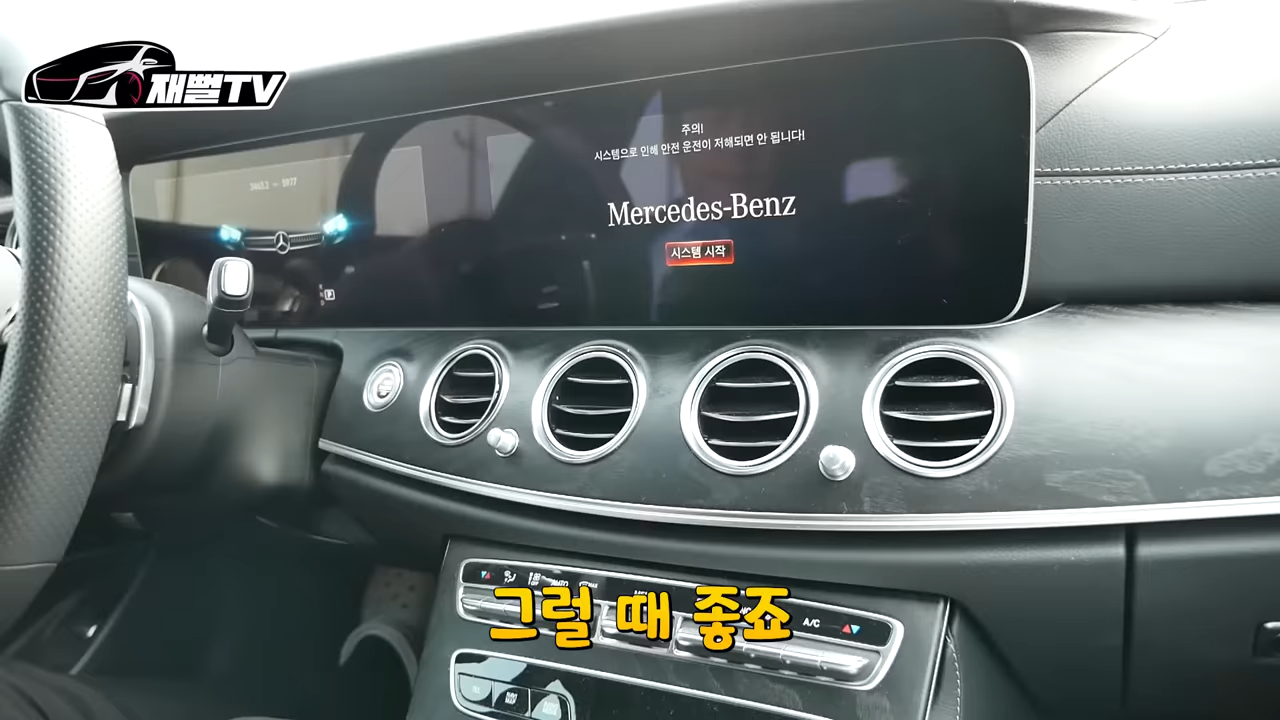 재뻘TV
주의!
시스템으로 인해 안전 운전이 저해되면 안 됩니다!
Mercedes-Benz
시스템 시작
P
AUTO
A/C
그럴 때 좋죠